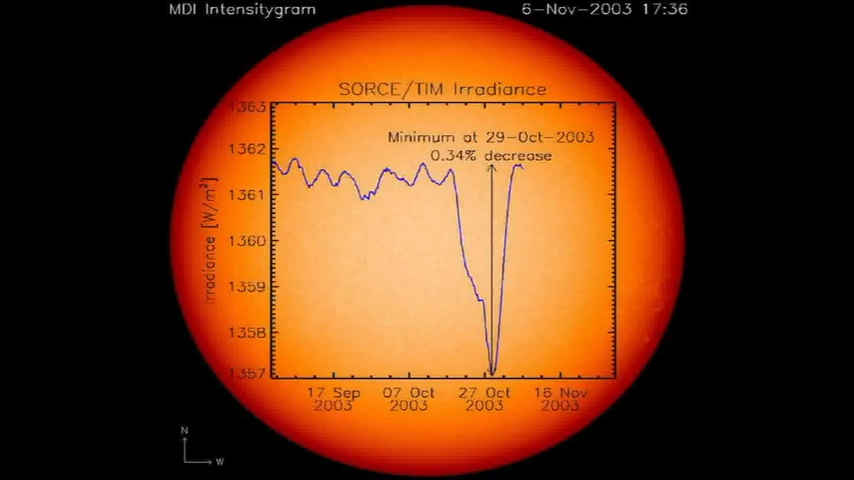 MDI Intensitygram
6-Nov-2003 17:36
SORCE/TIM Irradiance
Minimum at 29-Oct-2003
0.34% decrease
Irradiance [W/m²]
1363
1362
1361
1360
1359
1358
1357
17 Sep 2003
07 Oct 2003
27 Oct 2003
16 Nov 2003
N
W